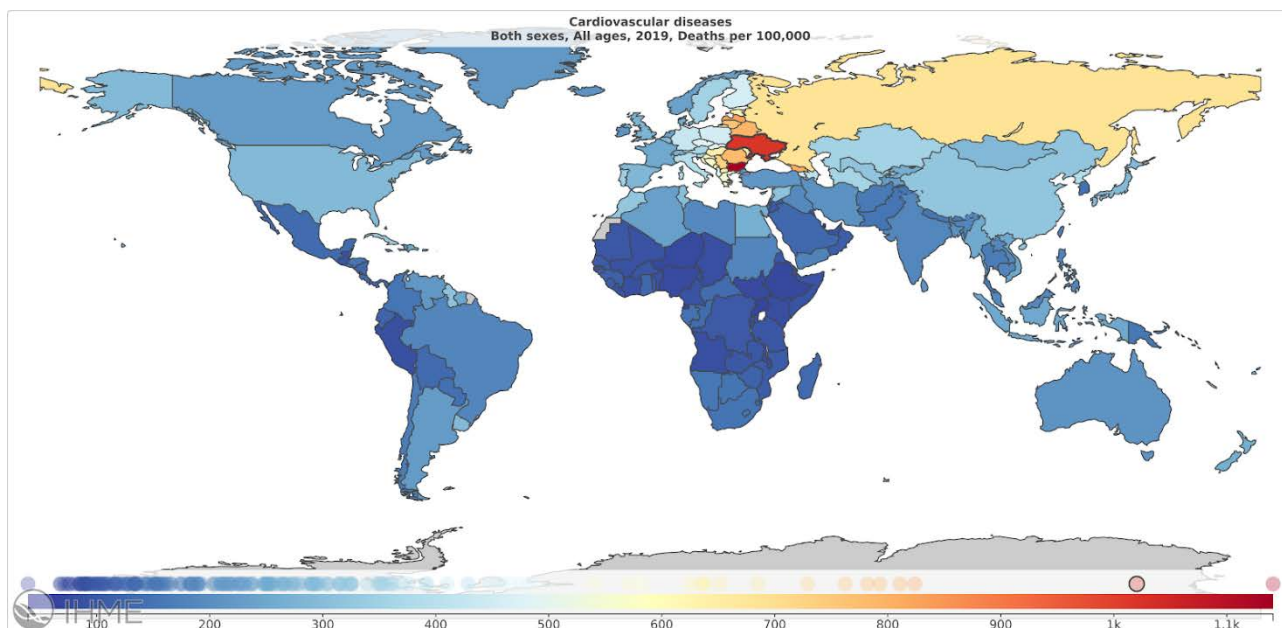 Cardiovascular diseases
Both sexes, All ages, 2019, Deaths per 100,000
IHME
100 200 300 400 500 600 700 800 900 1k 1.1k